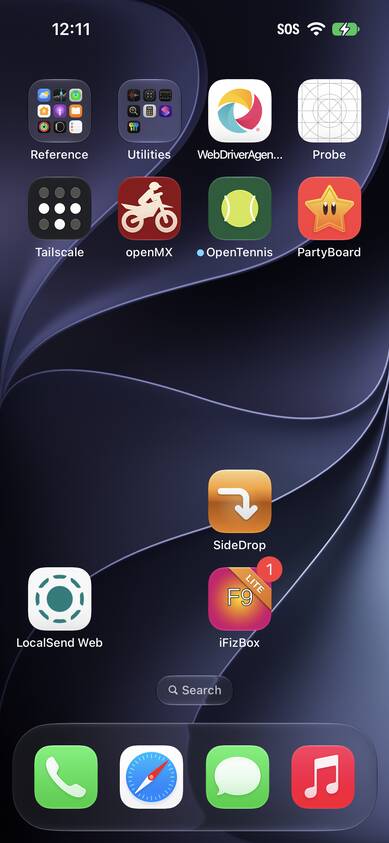 12:11
SOS
Reference
Utilities
WebDriverAgen...
Probe
Tailscale
openMX
OpenTennis
PartyBoard
SideDrop
LocalSend Web
1
LITE
F9
iFizBox
Search